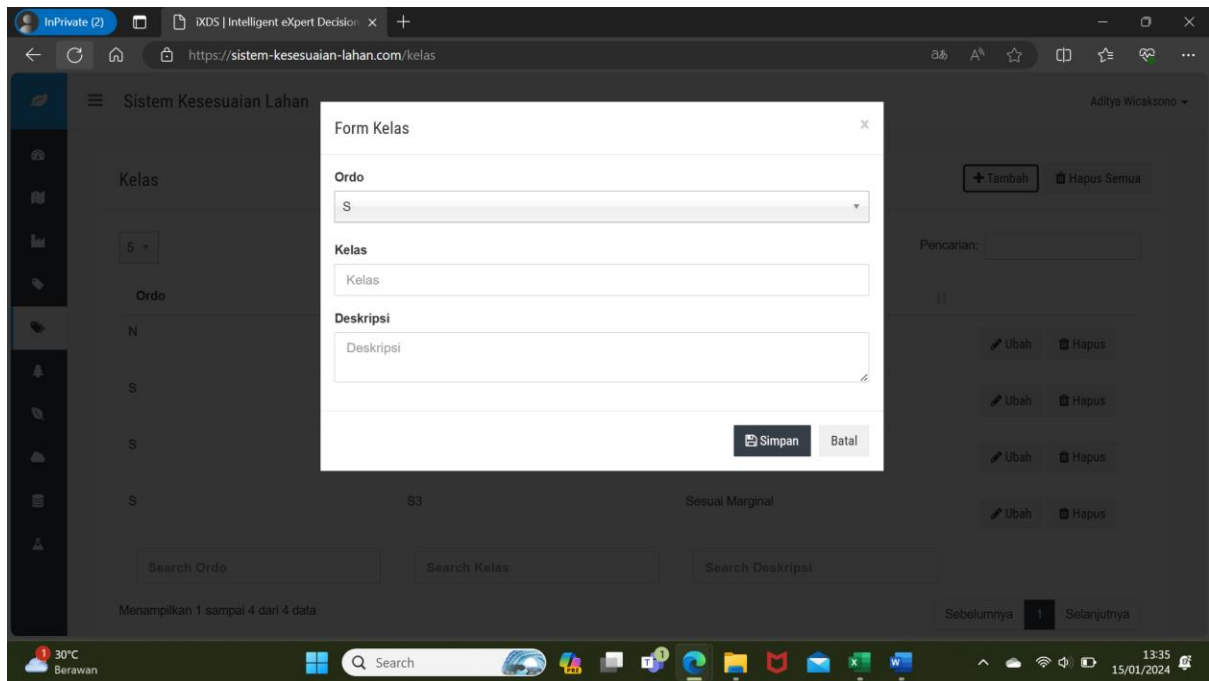 InPrivate (2)
iXDS | Intelligent eXpert Decision
https://sistem-kesesuaian-lahan.com/kelas
Sistem Kesesuaian Lahan
Aditya Wicaksono
Form Kelas
Kelas
Tambah
Hapus Semua
Ordo
S
5
Pencarian:
Kelas
Kelas
Ordo
Deskripsi
Deskripsi
N
Ubah
Hapus
S
Ubah
Hapus
Simpan
Batal
S
Ubah
Hapus
S
S3
Sesuai Marginal
Ubah
Hapus
Search Ordo
Search Kelas
Search Deskripsi
Menampilkan 1 sampai 4 dari 4 data
Sebelumnya
1
Selanjutnya
1
30°C
Berawan
Search
PRE
1
13:35
15/01/2024